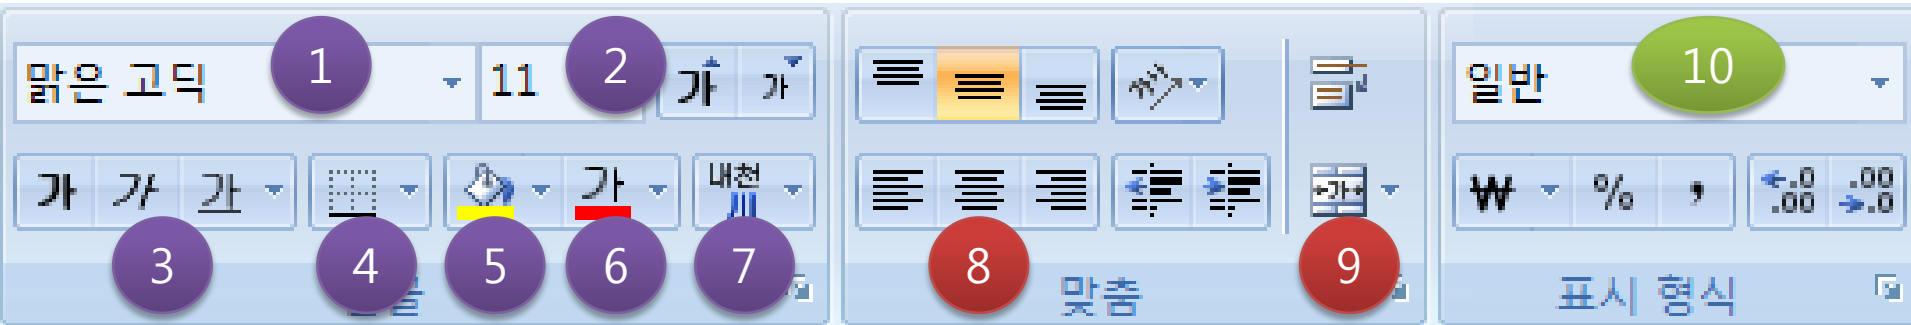 맑은 고딕 1 11 2 가 가
일반 10
가 가 가 가 내천
₩ % , .0 .00 .00 .0
3 4 5 6 7 8 9
맞춤 표시 형식